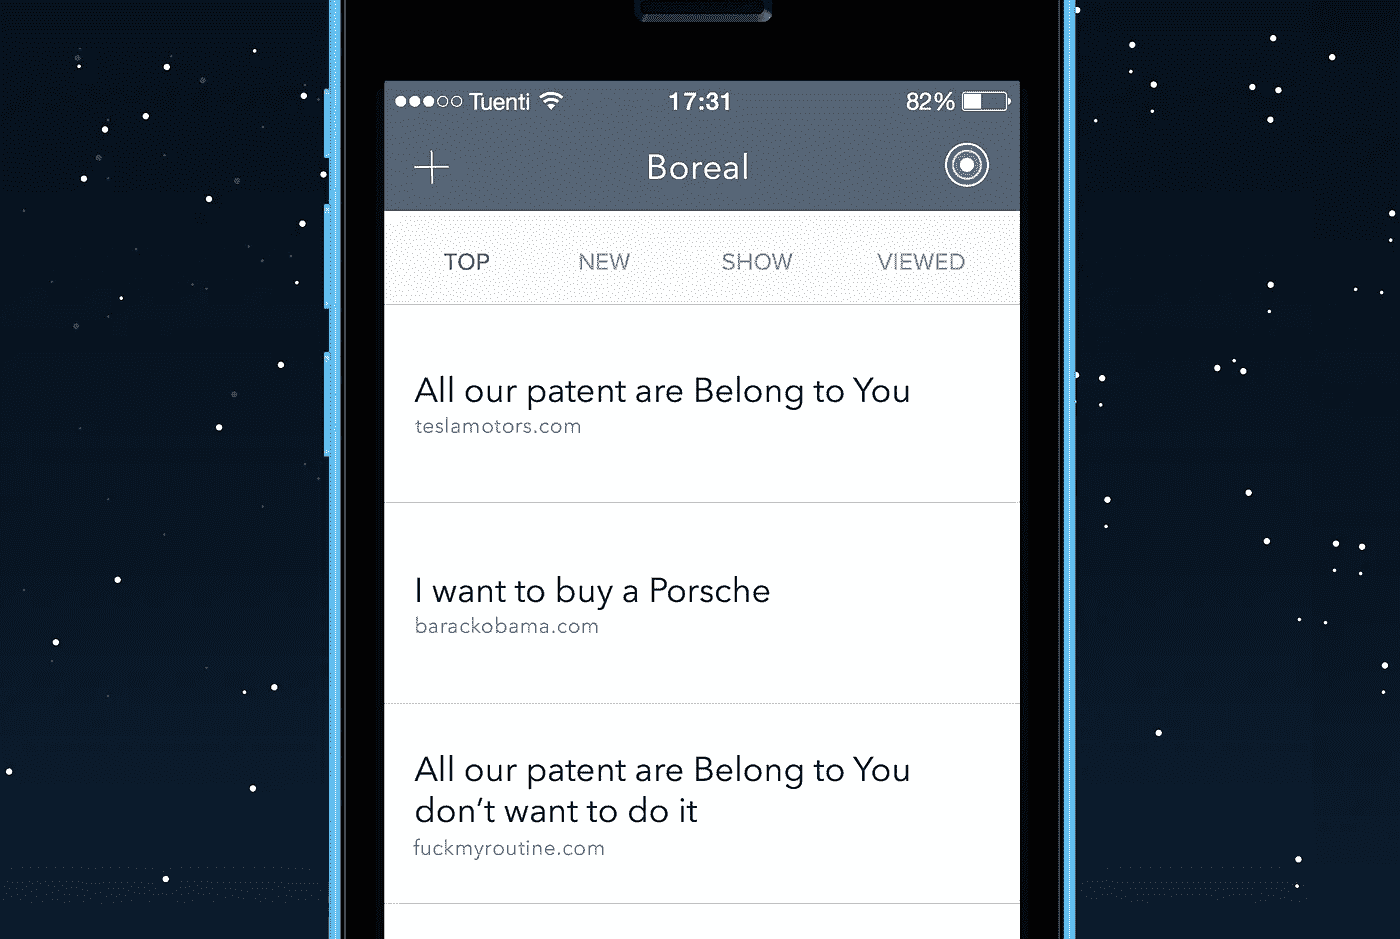 Tuenti 17:31 82%
Boreal
TOP NEW SHOW VIEWED
All our patent are Belong to You
teslamotors.com
I want to buy a Porsche
barackobama.com
All our patent are Belong to You
don’t want to do it
fuckmyroutine.com